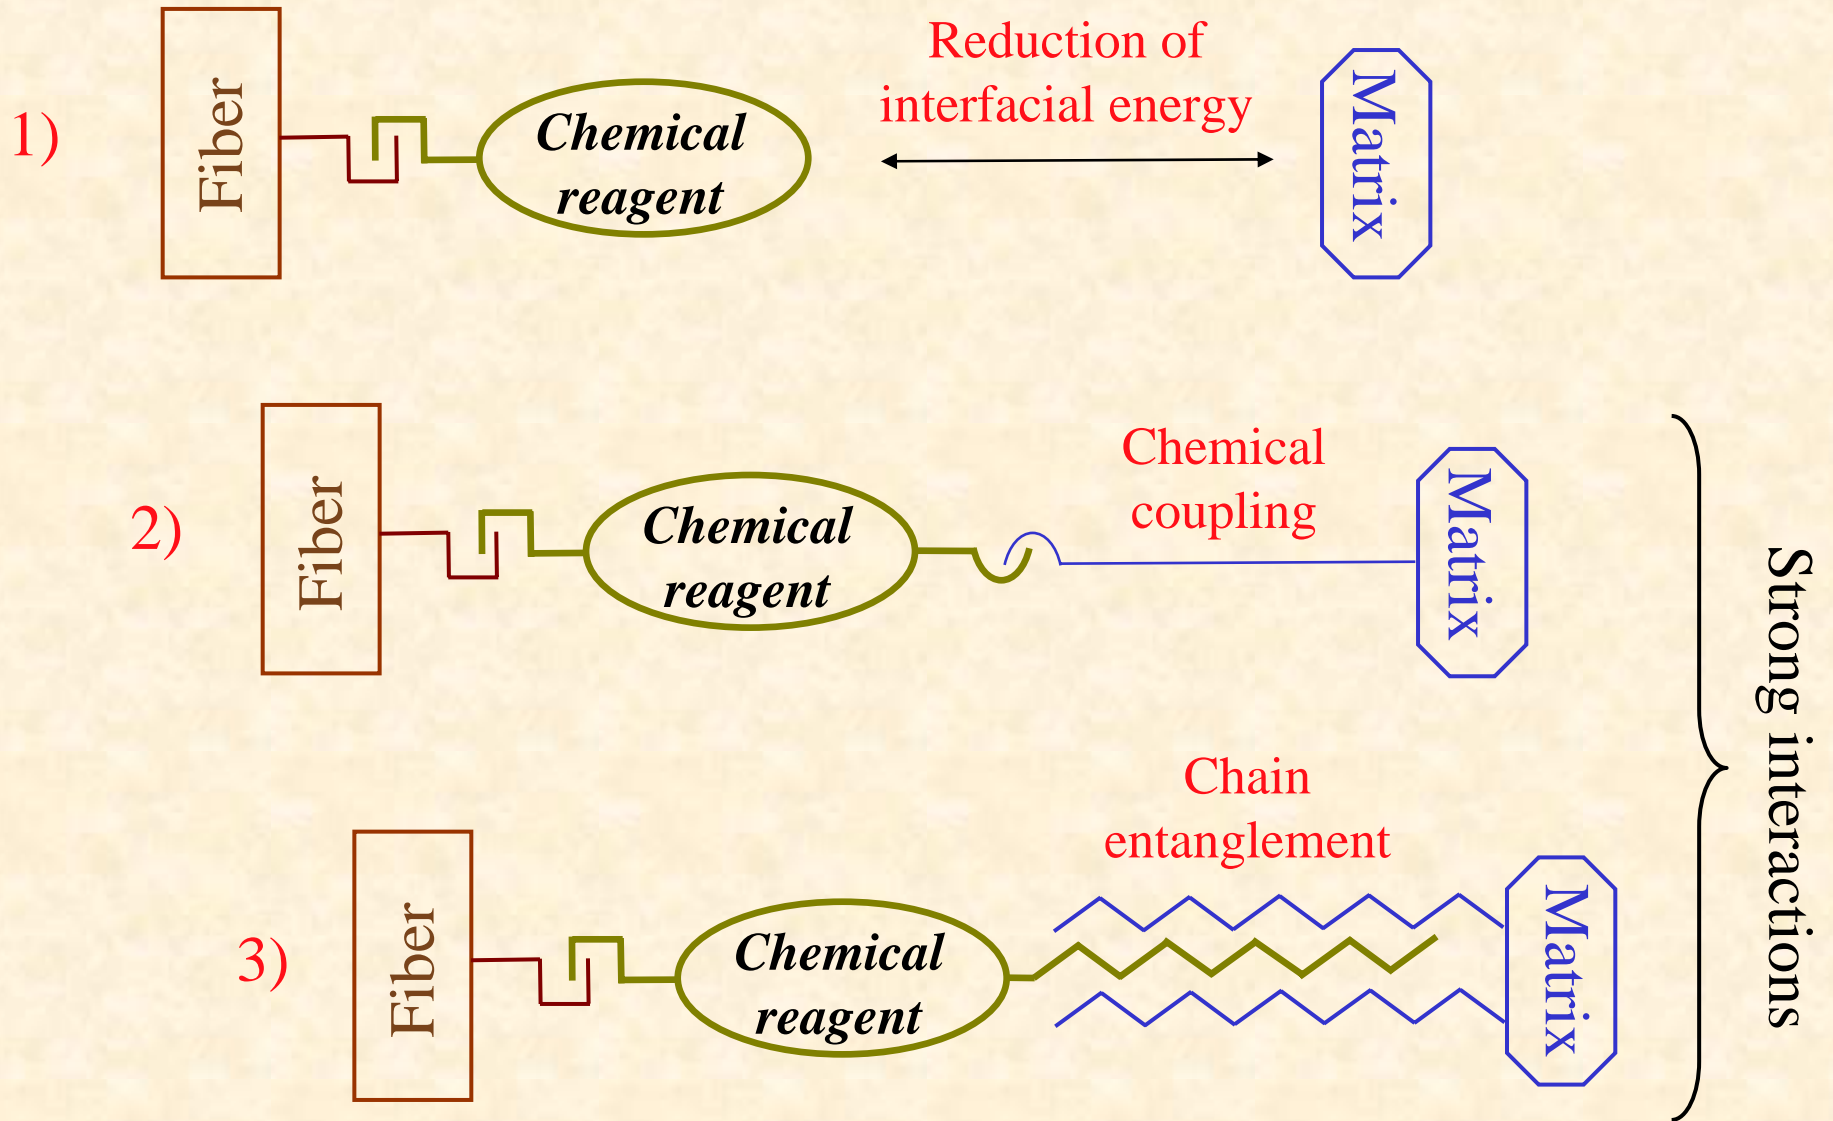 1)
Fiber
Chemical
reagent
Reduction of
interfacial energy
Matrix
2)
Fiber
Chemical
reagent
Chemical
coupling
Matrix
3)
Fiber
Chemical
reagent
Chain
entanglement
Matrix
Strong interactions